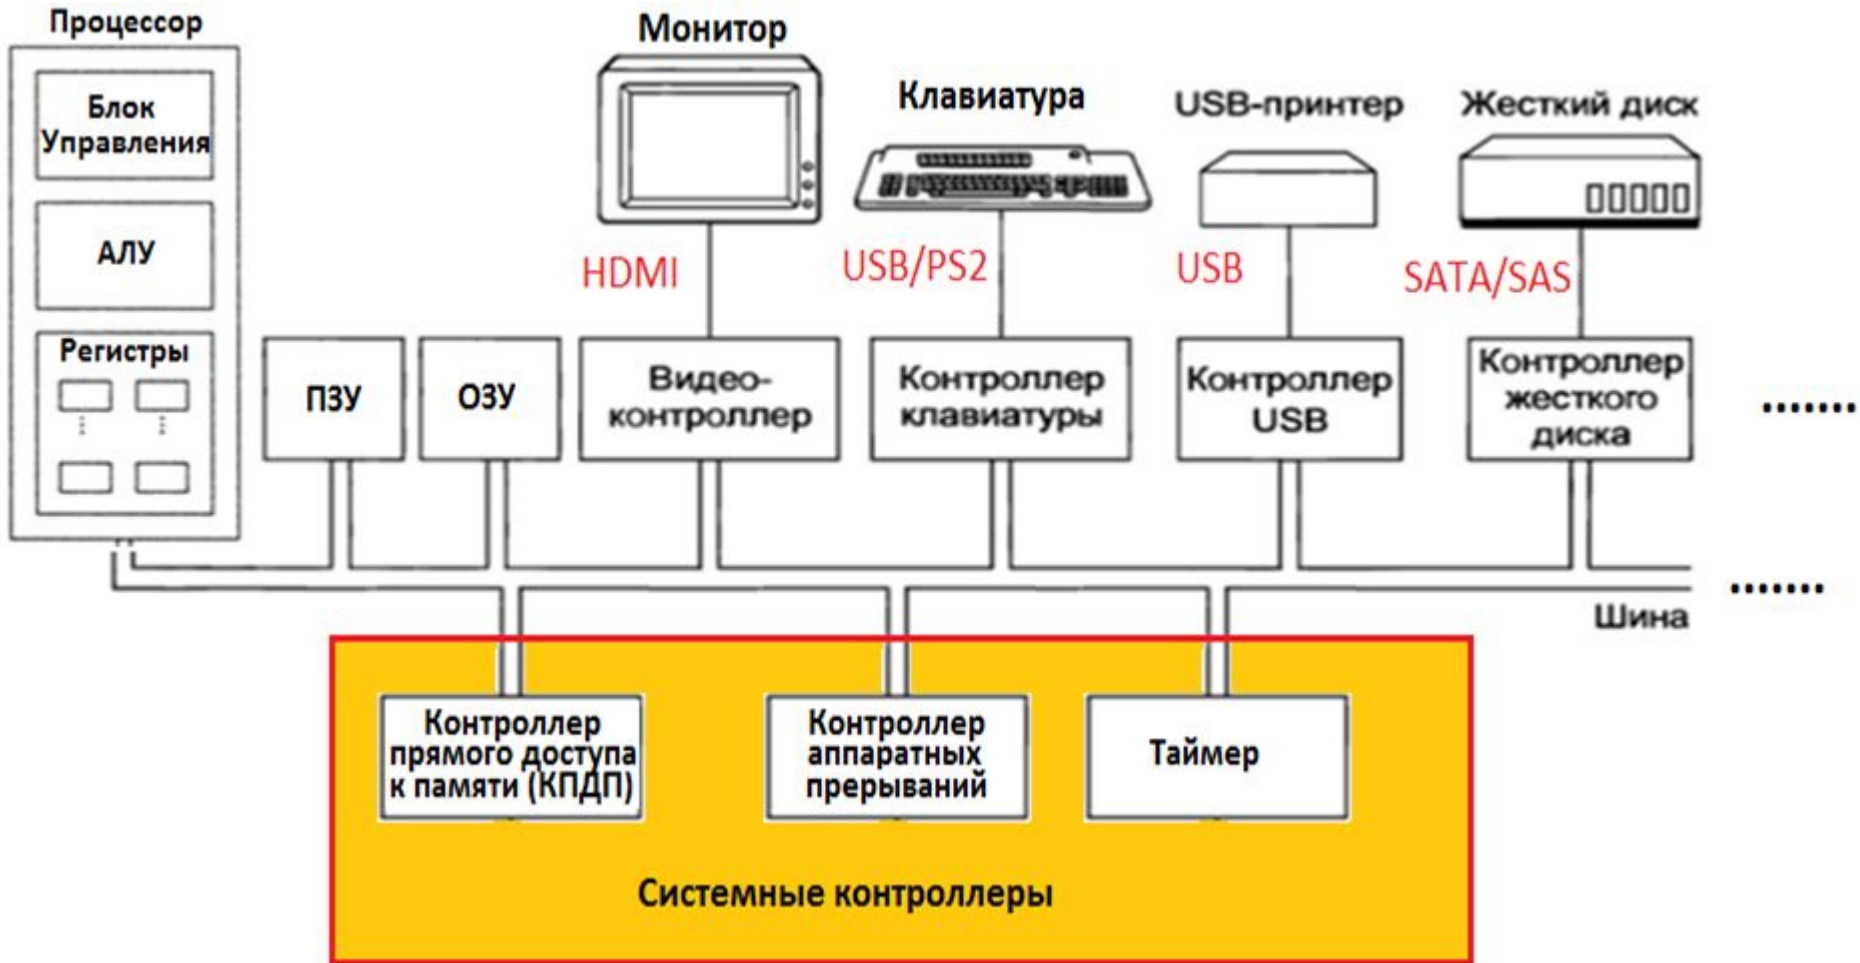 Процессор
Блок
Управления
АЛУ
Регистры
Монитор
Клавиатура
USB-принтер
Жесткий диск
HDMI
USB/PS2
USB
SATA/SAS
ПЗУ
ОЗУ
Видео-
контроллер
Контроллер
клавиатуры
Контроллер
USB
Контроллер
жесткого
диска
.......
.......
Шина
Контроллер
прямого доступа
к памяти (КПДП)
Контроллер
аппаратных
прерываний
Таймер
Системные контроллеры